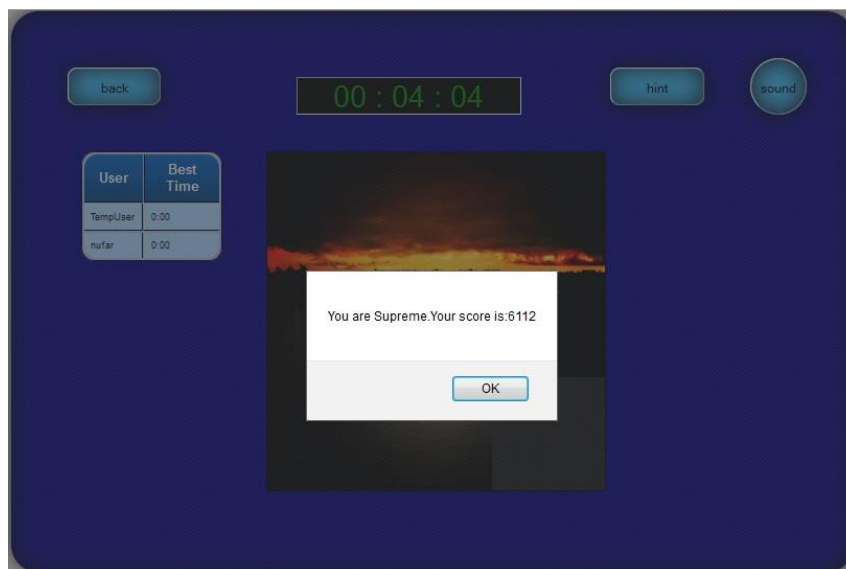 back
00 : 04 : 04
hint
sound
User
Best
Time
TempUser
0:00
nufar
0:00
You are Supreme.Your score is:6112
OK